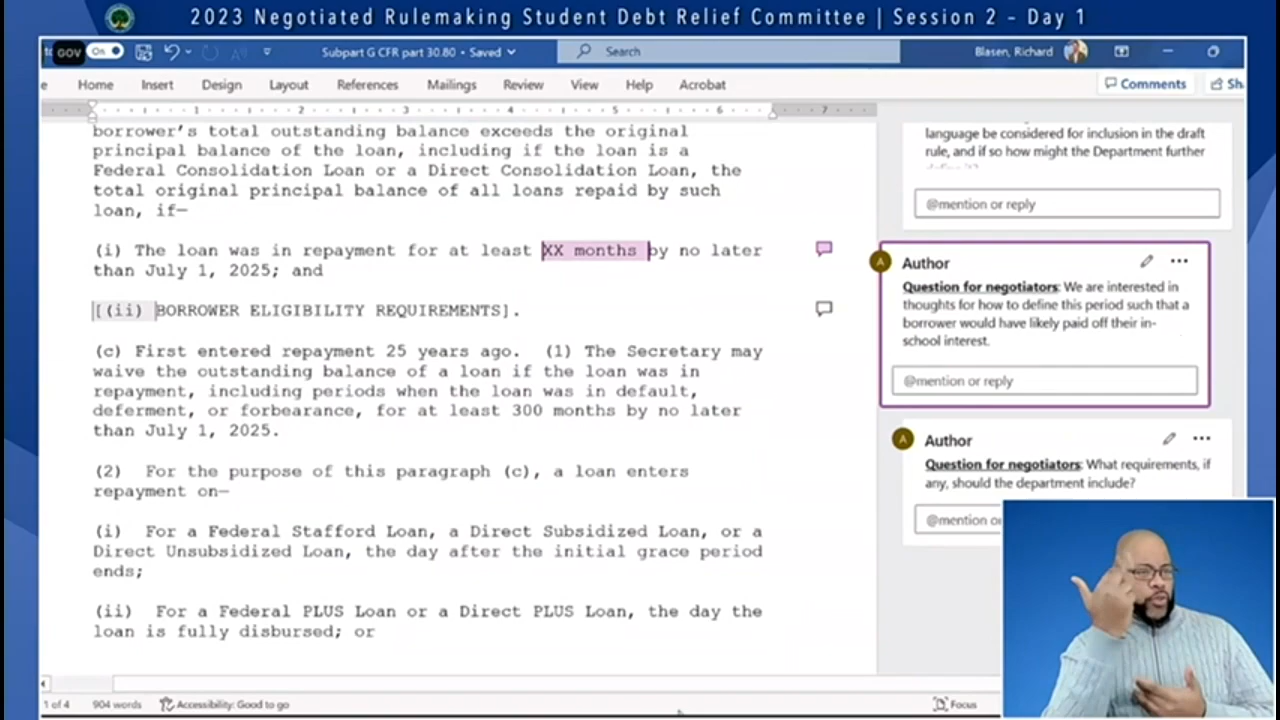 2023 Negotiated Rulemaking Student Debt Relief Committee | Session 2 – Day 1
GOV On Subpart G CFR part 30.80 • Saved Search Blasen, Richard
Home Insert Design Layout References Mailings Review View Help Acrobat Comments Sh
1 2 3 4 5 6 7
borrower's total outstanding balance exceeds the original
principal balance of the loan, including if the loan is a
Federal Consolidation Loan or a Direct Consolidation Loan, the
total original principal balance of all loans repaid by such
loan, if—
(i) The loan was in repayment for at least XX months by no later
than July 1, 2025; and
[(ii) BORROWER ELIGIBILITY REQUIREMENTS].
(c) First entered repayment 25 years ago. (1) The Secretary may
waive the outstanding balance of a loan if the loan was in
repayment, including periods when the loan was in default,
deferment, or forbearance, for at least 300 months by no later
than July 1, 2025.
(2) For the purpose of this paragraph (c), a loan enters
repayment on—
(i) For a Federal Stafford Loan, a Direct Subsidized Loan, or a
Direct Unsubsidized Loan, the day after the initial grace period
ends;
(ii) For a Federal PLUS Loan or a Direct PLUS Loan, the day the
loan is fully disbursed; or
language be considered for inclusion in the draft
rule, and if so how might the Department further
@mention or reply
A Author
Question for negotiators: We are interested in
thoughts for how to define this period such that a
borrower would have likely paid off their in-
school interest.
@mention or reply
A Author
Question for negotiators: What requirements, if
any, should the department include?
@mention o
1 of 4 904 words Accessibility: Good to go Focus